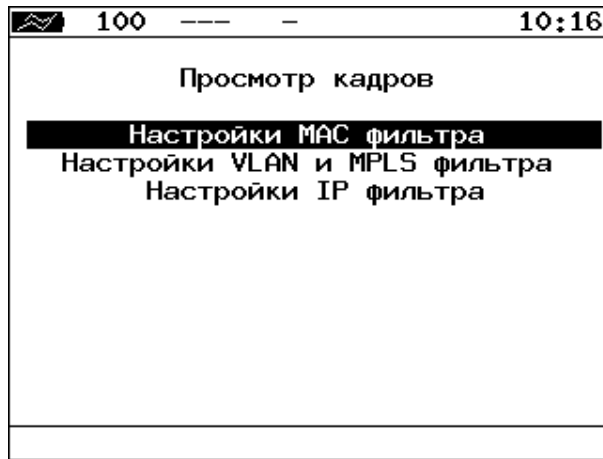 100 --- - 10:16
Просмотр кадров
Настройки MAC фильтра
Настройки VLAN и MPLS фильтра
Настройки IP фильтра